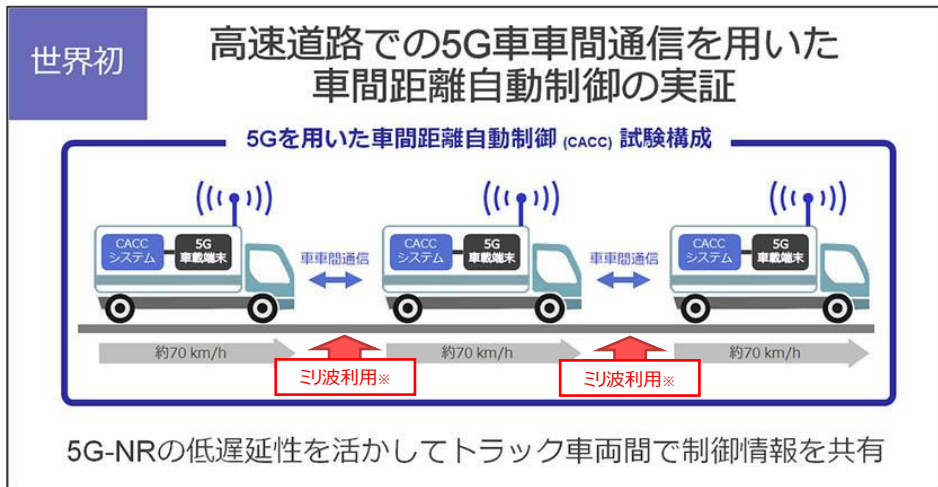 世界初
高速道路での5G車車間通信を用いた
車間距離自動制御の実証
5Gを用いた車間距離自動制御 (CACC) 試験構成
CACC
システム
5G
車載端末
車車間通信
CACC
システム
5G
車載端末
車車間通信
CACC
システム
5G
車載端末
約70 km/h
約70 km/h
約70 km/h
ミリ波利用※
ミリ波利用※
5G-NRの低遅延性を活かしてトラック車両間で制御情報を共有